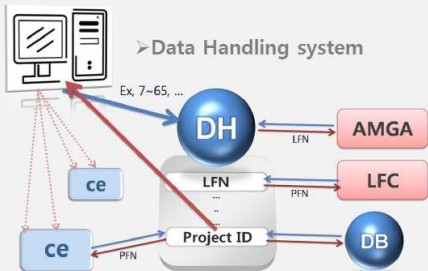 ➢Data Handling system
Ex, 7~65, ...
DH
LFN
AMGA
ce
LFN
PFN
LFC
...
..
...
Project ID
ce
PFN
DB